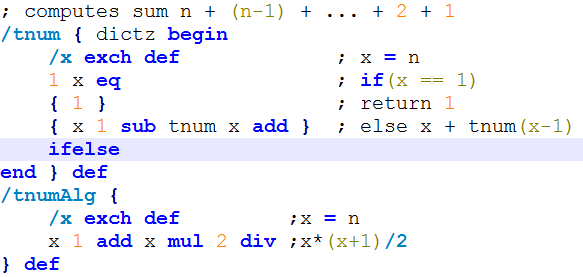 ; computes sum n + (n-1) + ... + 2 + 1
/tnum { dictz begin
    /x exch def           ; x = n
    1 x eq                ; if(x == 1)
    { 1 }                 ; return 1
    { x 1 sub tnum x add } ; else x + tnum(x-1)
    ifelse
end } def
/tnumAlg {
    /x exch def       ;x = n
    x 1 add x mul 2 div ;x*(x+1)/2
} def